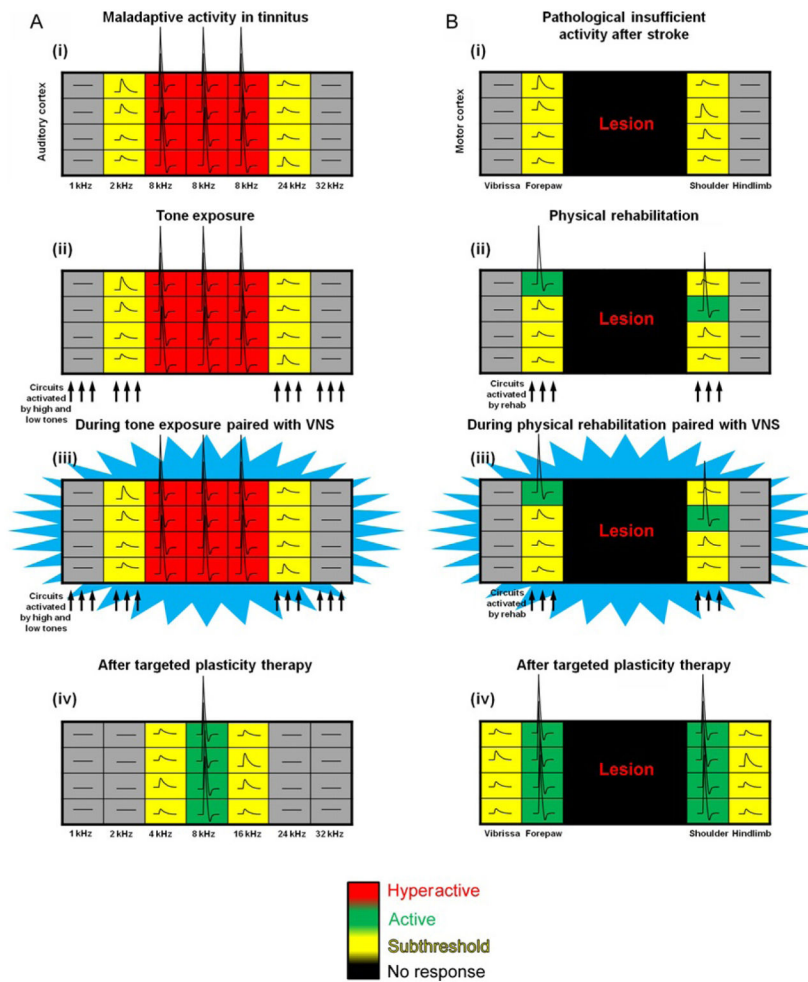 A
Maladaptive activity in tinnitus
(i)
Auditory cortex
1 kHz 2 kHz 8 kHz 8 kHz 8 kHz 24 kHz 32 kHz
Tone exposure
(ii)
Circuits
activated
by high and
low tones
During tone exposure paired with VNS
(iii)
Circuits
activated
by high and
low tones
After targeted plasticity therapy
(iv)
1 kHz 2 kHz 4 kHz 8 kHz 16 kHz 24 kHz 32 kHz
B
Pathological insufficient
activity after stroke
(i)
Motor cortex
Lesion
Vibrissa Forepaw Shoulder Hindlimb
Physical rehabilitation
(ii)
Lesion
Circuits
activated
by rehab
During physical rehabilitation paired with VNS
(iii)
Lesion
Circuits
activated
by rehab
After targeted plasticity therapy
(iv)
Lesion
Vibrissa Forepaw Shoulder Hindlimb
Hyperactive
Active
Subthreshold
No response